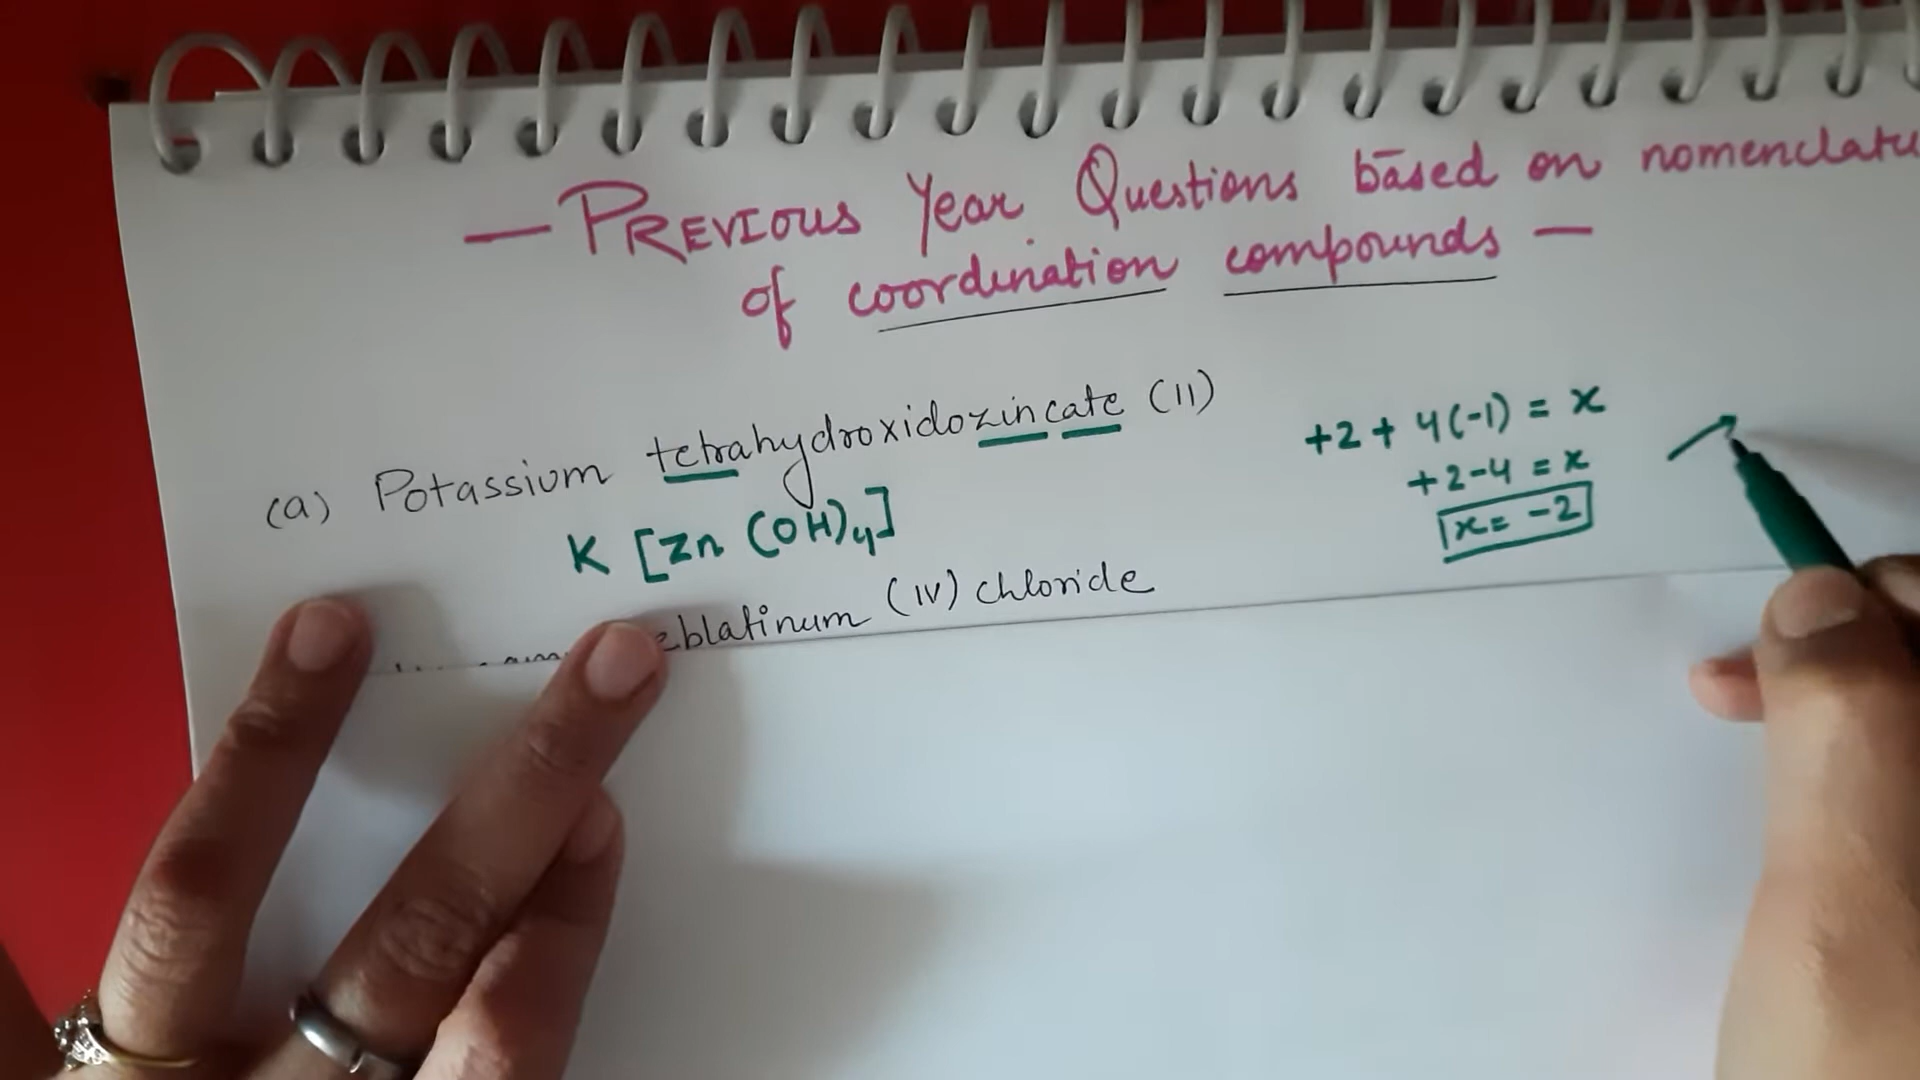 — PREVIOUS Year Questions based on nomenclatu
of coordination compounds —
(a) Potassium tetrahydroxidozincate (II)
K [Zn (OH)4]
+2 + 4(-1) = x
+2-4 = x
x = -2
(IV) chloride